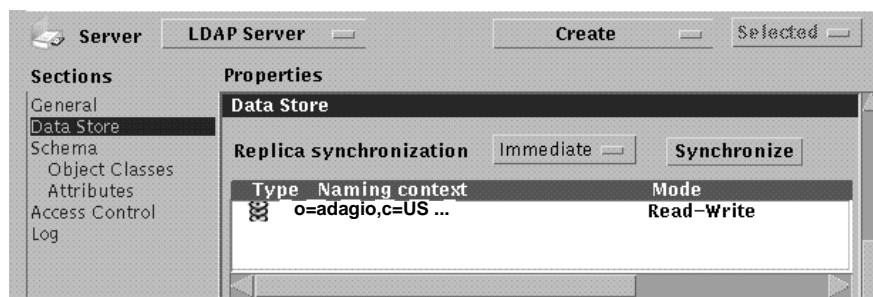 Server LDAP Server Create Selected
Sections Properties
General
Data Store
Schema
Object Classes
Attributes
Access Control
Log
Data Store
Replica synchronization Immediate Synchronize
Type Naming context Mode
o=adagio,c=US ... Read-Write